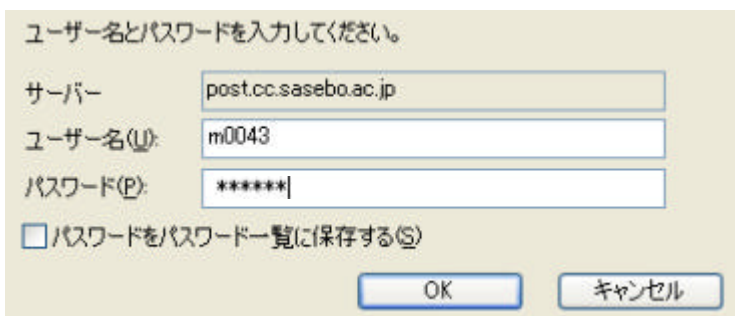 ユーザー名とパスワードを入力してください。
サーバー post.cc.sasebo.ac.jp
ユーザー名(U): m0043
パスワード(P): ******
パスワードをパスワード一覧に保存する(S)
OK キャンセル